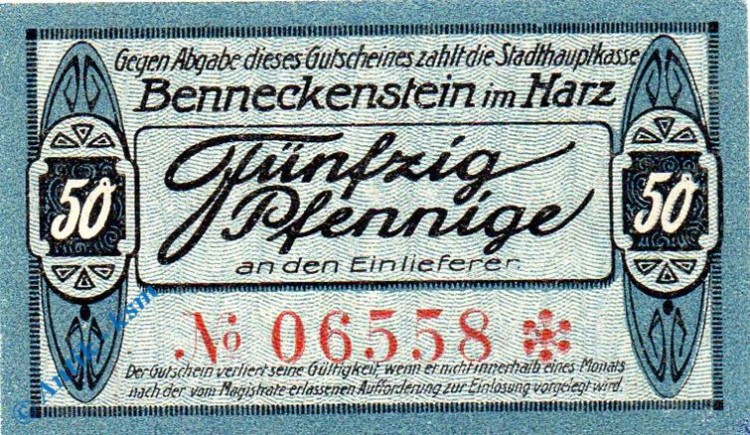 Gegen Abgabe dieses Gutscheines zahlt die Stadthauptkasse
Benneckenstein im Harz
Fünfzig
50 Pfennige 50
an den Einlieferer.
No 06558
Der Gutschein verliert seine Gültigkeit, wenn er nicht innerhalb eines Monats
nach der vom Magistrate erlassenen Aufforderung zur Einlösung vorgelegt wird.